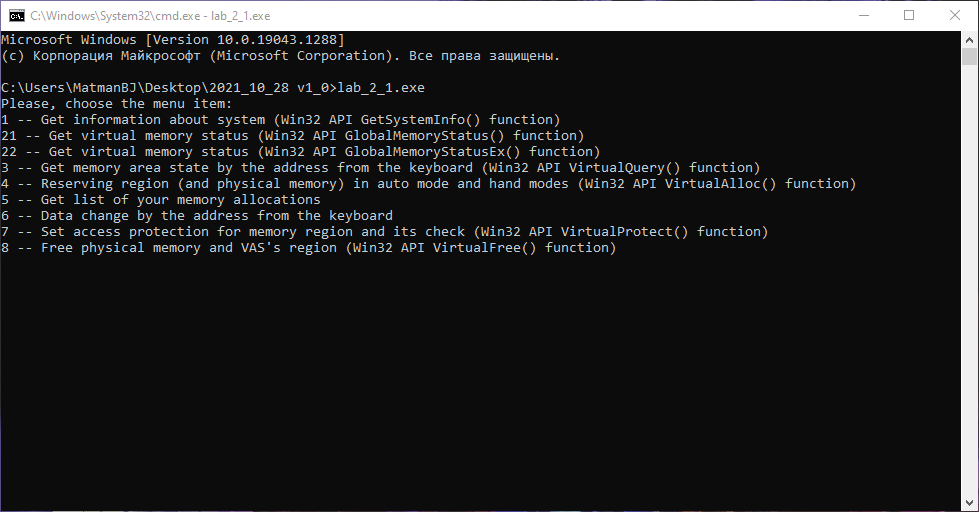 C:\Windows\System32\cmd.exe - lab_2_1.exe
Microsoft Windows [Version 10.0.19043.1288]
(c) Корпорация Майкрософт (Microsoft Corporation). Все права защищены.
C:\Users\MatmanBJ\Desktop\2021_10_28 v1_0>lab_2_1.exe
Please, choose the menu item:
1 -- Get information about system (Win32 API GetSystemInfo() function)
21 -- Get virtual memory status (Win32 API GlobalMemoryStatus() function)
22 -- Get virtual memory status (Win32 API GlobalMemoryStatusEx() function)
3 -- Get memory area state by the address from the keyboard (Win32 API VirtualQuery() function)
4 -- Reserving region (and physical memory) in auto mode and hand modes (Win32 API VirtualAlloc() function)
5 -- Get list of your memory allocations
6 -- Data change by the address from the keyboard
7 -- Set access protection for memory region and its check (Win32 API VirtualProtect() function)
8 -- Free physical memory and VAS's region (Win32 API VirtualFree() function)